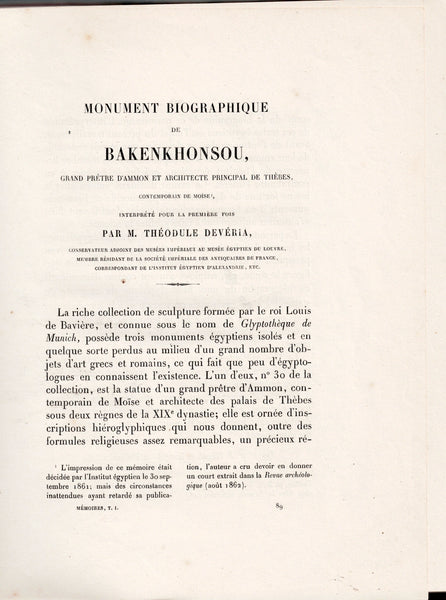 MONUMENT BIOGRAPHIQUE
DE
BAKENKHONSOU,
GRAND PRÊTRE D'AMMON ET ARCHITECTE PRINCIPAL DE THÈBES,
CONTEMPORAIN DE MOÏSE¹,
INTERPRÉTÉ POUR LA PREMIÈRE FOIS
PAR M. THÉODULE DEVÉRIA,
CONSERVATEUR ADJOINT DES MUSÉES IMPÉRIAUX AU MUSÉE ÉGYPTIEN DU LOUVRE,
MEMBRE RÉSIDANT DE LA SOCIÉTÉ IMPÉRIALE DES ANTIQUAIRES DE FRANCE,
CORRESPONDANT DE L'INSTITUT ÉGYPTIEN D'ALEXANDRIE, ETC.
La riche collection de sculpture formée par le roi Louis
de Bavière, et connue sous le nom de Glyptothèque de
Munich, possède trois monuments égyptiens isolés et en
quelque sorte perdus au milieu d'un grand nombre d'ob-
jets d'art grecs et romains, ce qui fait que peu d'égypto-
logues en connaissent l'existence. L'un d'eux, n° 30 de la
collection, est la statue d'un grand prêtre d'Ammon, con-
temporain de Moïse et architecte des palais de Thèbes
sous deux règnes de la XIXe dynastie; elle est ornée d'ins-
criptions hiéroglyphiques qui nous donnent, outre des
formules religieuses assez remarquables, un précieux ré-
¹ L'impression de ce mémoire était
décidée par l'Institut égyptien le 30 sep-
tembre 1861; mais des circonstances
inattendues ayant retardé sa publica-
tion, l'auteur a cru devoir en donner
un court extrait dans la Revue archéolo-
gique (août 1862).
MÉMOIRES, T. I.
89